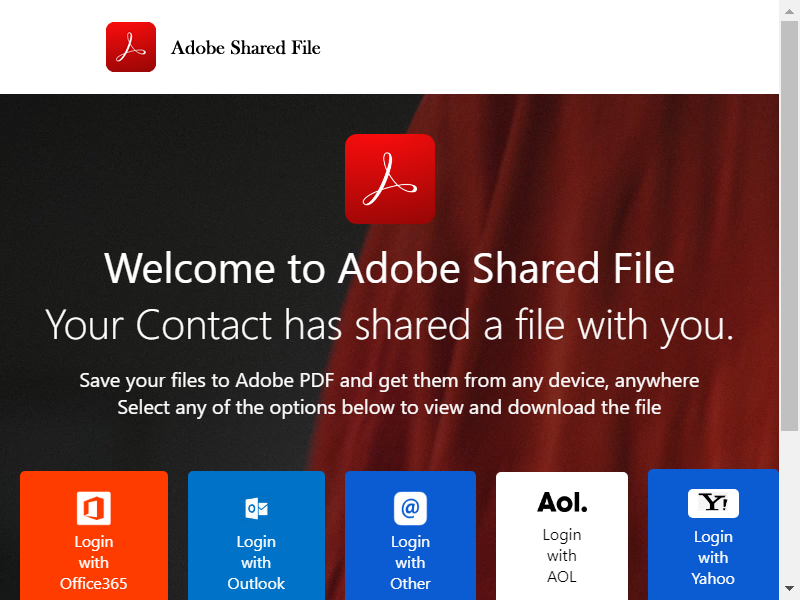 Adobe Shared File
Welcome to Adobe Shared File
Your Contact has shared a file with you.
Save your files to Adobe PDF and get them from any device, anywhere
Select any of the options below to view and download the file
Login
with
Office365
Login
with
Outlook
@
Login
with
Other
Aol.
Login
with
AOL
Y!
Login
with
Yahoo